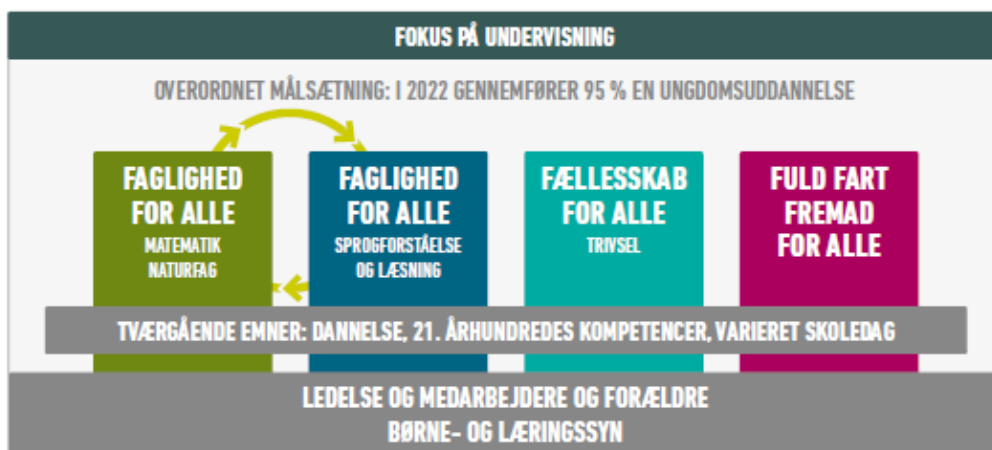 FOKUS PÅ UNDERVISNING
OVERORDNET MÅLSÆTNING: I 2022 GENNEMFØRER 95 % EN UNGDOMSUDDANNELSE
FAGLIGHED
FOR ALLE
MATEMATIK
NATURFAG
FAGLIGHED
FOR ALLE
SPROGFORSTÅELSE
OG LÆSNING
FÆLLESSKAB
FOR ALLE
TRIVSEL
FULD FART
FREMAD
FOR ALLE
TVÆRGÅENDE EMNER: DANNELSE, 21. ÅRHUNDREDES KOMPETENCER, VARIERET SKOLEDAG
LEDELSE OG MEDARBEJDERE OG FORÆLDRE
BØRNE- OG LÆRINGSSYN